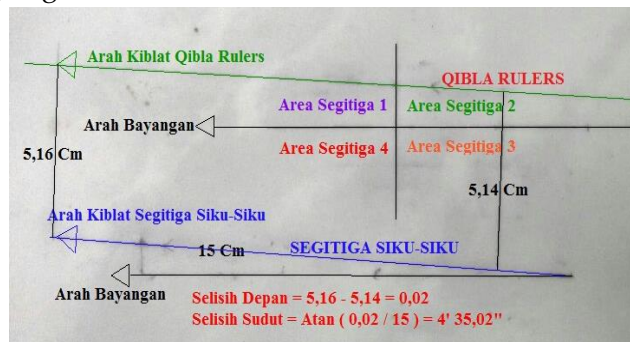 Arah Kiblat Qibla Rulers
QIBLA RULERS
Area Segitiga 1
Area Segitiga 2
Arah Bayangan
Area Segitiga 4
Area Segitiga 3
5,16 Cm
5,14 Cm
Arah Kiblat Segitiga Siku-Siku
15 Cm
SEGITIGA SIKU-SIKU
Arah Bayangan
Selisih Depan = 5,16 - 5,14 = 0,02
Selisih Sudut = Atan ( 0,02 / 15 ) = 4' 35,02"